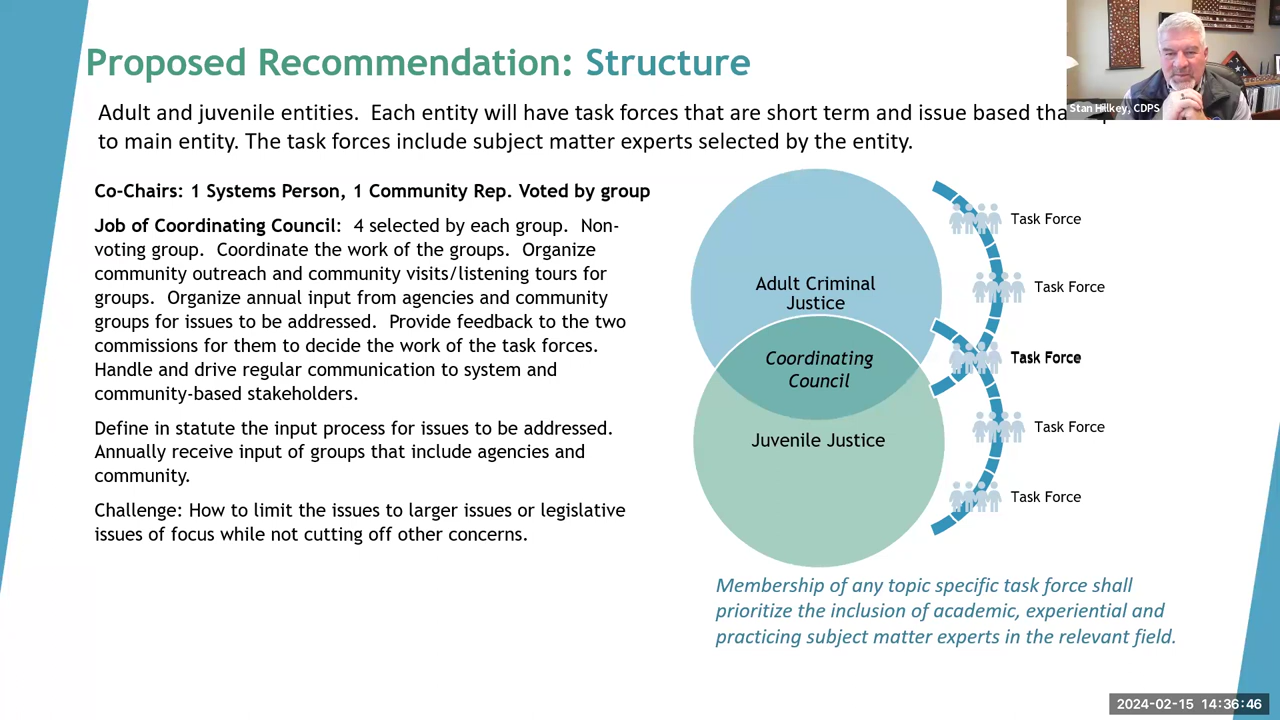 Proposed Recommendation: Structure
Adult and juvenile entities. Each entity will have task forces that are short term and issue based
to main entity. The task forces include subject matter experts selected by the entity.
Stan Hilkey, CDPS
Co-Chairs: 1 Systems Person, 1 Community Rep. Voted by group
Job of Coordinating Council: 4 selected by each group. Non-
voting group. Coordinate the work of the groups. Organize
community outreach and community visits/listening tours for
groups. Organize annual input from agencies and community
groups for issues to be addressed. Provide feedback to the two
commissions for them to decide the work of the task forces.
Handle and drive regular communication to system and
community-based stakeholders.
Define in statute the input process for issues to be addressed.
Annually receive input of groups that include agencies and
community.
Challenge: How to limit the issues to larger issues or legislative
issues of focus while not cutting off other concerns.
Adult Criminal
Justice
Coordinating
Council
Juvenile Justice
Task Force
Task Force
Task Force
Task Force
Task Force
Membership of any topic specific task force shall
prioritize the inclusion of academic, experiential and
practicing subject matter experts in the relevant field.
2024-02-15 14:36:46